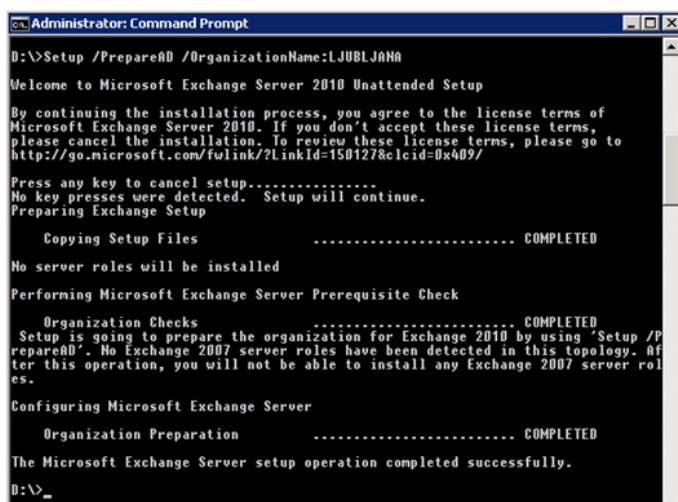 Administrator: Command Prompt
D:\>Setup /PrepareAD /OrganizationName:LJUBLJANA
Welcome to Microsoft Exchange Server 2010 Unattended Setup
By continuing the installation process, you agree to the license terms of
Microsoft Exchange Server 2010. If you don't accept these license terms,
please cancel the installation. To review these license terms, please go to
http://go.microsoft.com/fwlink/?LinkId=150127&clcid=0x409/
Press any key to cancel setup................
No key presses were detected.  Setup will continue.
Preparing Exchange Setup
Copying Setup Files              ......................... COMPLETED
No server roles will be installed
Performing Microsoft Exchange Server Prerequisite Check
Organization Checks              ......................... COMPLETED
Setup is going to prepare the organization for Exchange 2010 by using 'Setup /P
repareAD'. No Exchange 2007 server roles have been detected in this topology. Af
ter this operation, you will not be able to install any Exchange 2007 server rol
es.
Configuring Microsoft Exchange Server
Organization Preparation         ......................... COMPLETED
The Microsoft Exchange Server setup operation completed successfully.
D:\>_